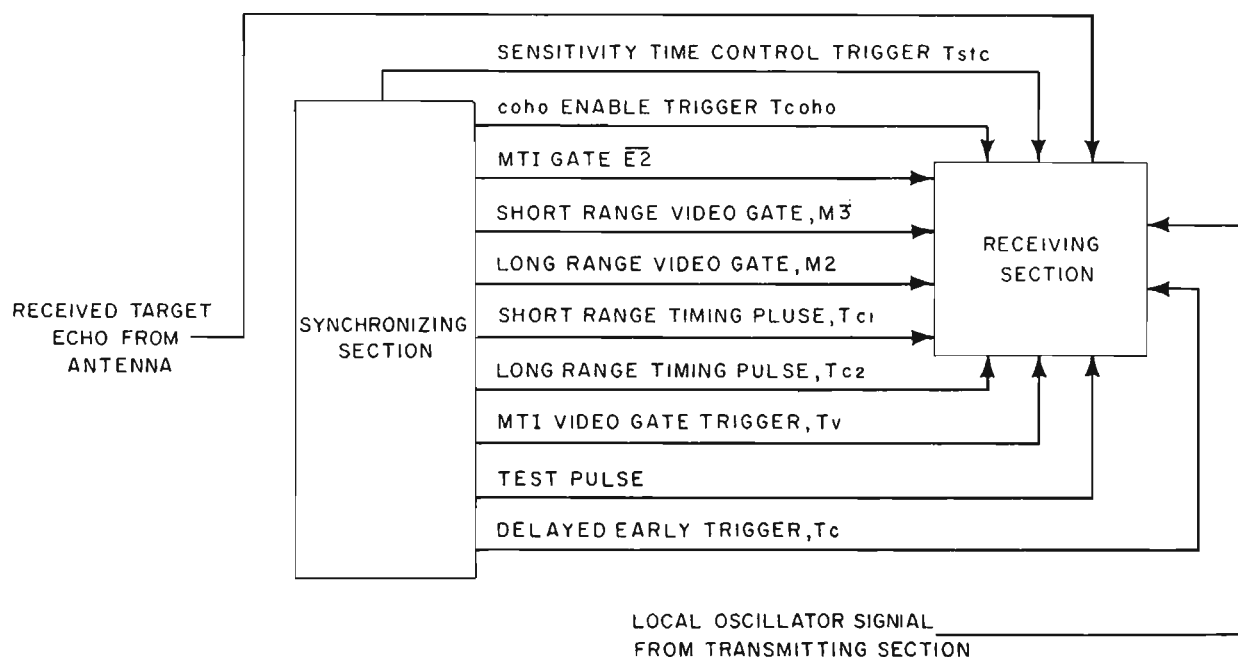 SENSITIVITY TIME CONTROL TRIGGER Tstc
coho ENABLE TRIGGER Tcoho
MTI GATE E̅2̅
SHORT RANGE VIDEO GATE, M3̅
LONG RANGE VIDEO GATE, M2
SHORT RANGE TIMING PLUSE, Tc1
LONG RANGE TIMING PULSE, Tc2
MTI VIDEO GATE TRIGGER, Tv
TEST PULSE
DELAYED EARLY TRIGGER, Tc
RECEIVED TARGET
ECHO FROM
ANTENNA
SYNCHRONIZING
SECTION
RECEIVING
SECTION
LOCAL OSCILLATOR SIGNIAL
FROM TRANSMITTING SECTION